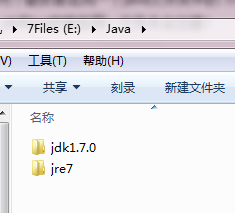 7Files (E:) ▸ Java ▸
(V) 工具(T) 帮助(H)
共享 刻录 新建文件夹
名称
jdk1.7.0
jre7